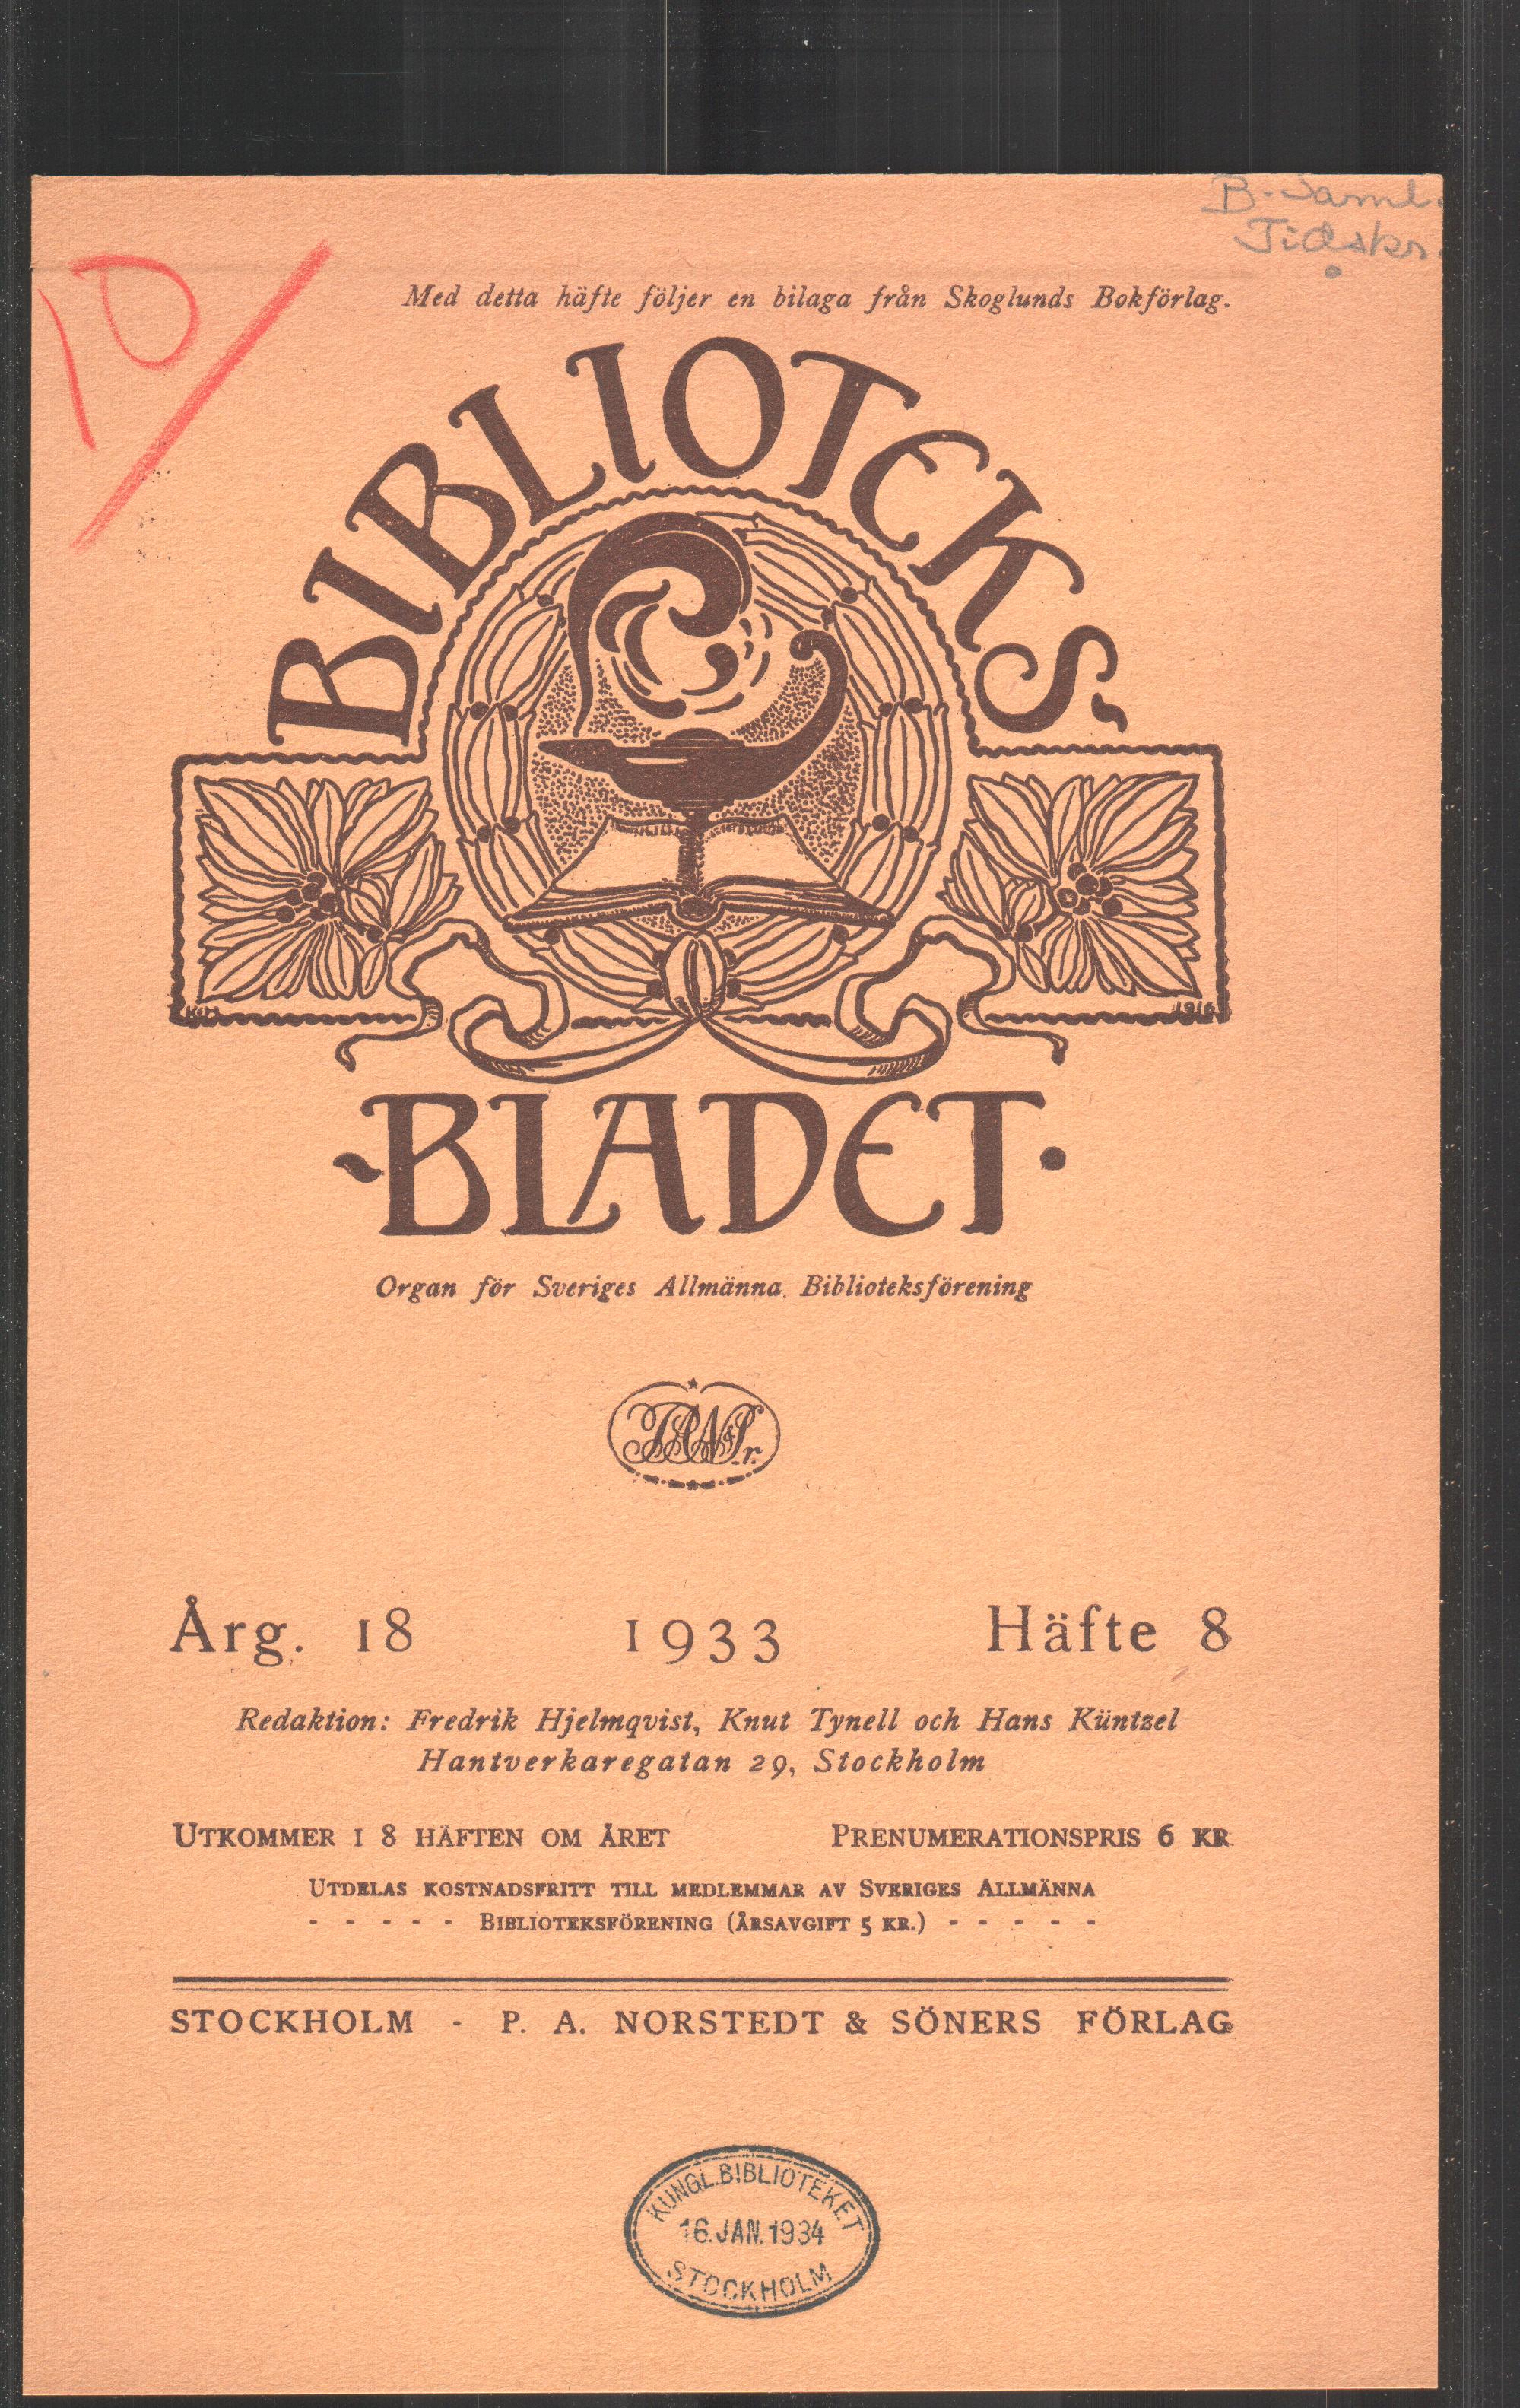 B-Saml.
Tidskr.
10/
Med detta häfte följer en bilaga från Skoglunds Bokförlag.
BIBLIOTEKS-
1916
-BLADET·
Organ för Sveriges Allmänna Biblioteksförening
Årg. 18 1933 Häfte 8
Redaktion: Fredrik Hjelmqvist, Knut Tynell och Hans Küntzel
Hantverkaregatan 29, Stockholm
UTKOMMER I 8 HÄFTEN OM ÅRET PRENUMERATIONSPRIS 6 KR.
UTDELAS KOSTNADSFRITT TILL MEDLEMMAR AV SVERIGES ALLMÄNNA
- - - - - BIBLIOTEKSFÖRENING (ÅRSAVGIFT 5 KR.) - - - - -
STOCKHOLM - P. A. NORSTEDT & SÖNERS FÖRLAG
KUNGL. BIBLIOTEKET
16. JAN. 1934
STOCKHOLM